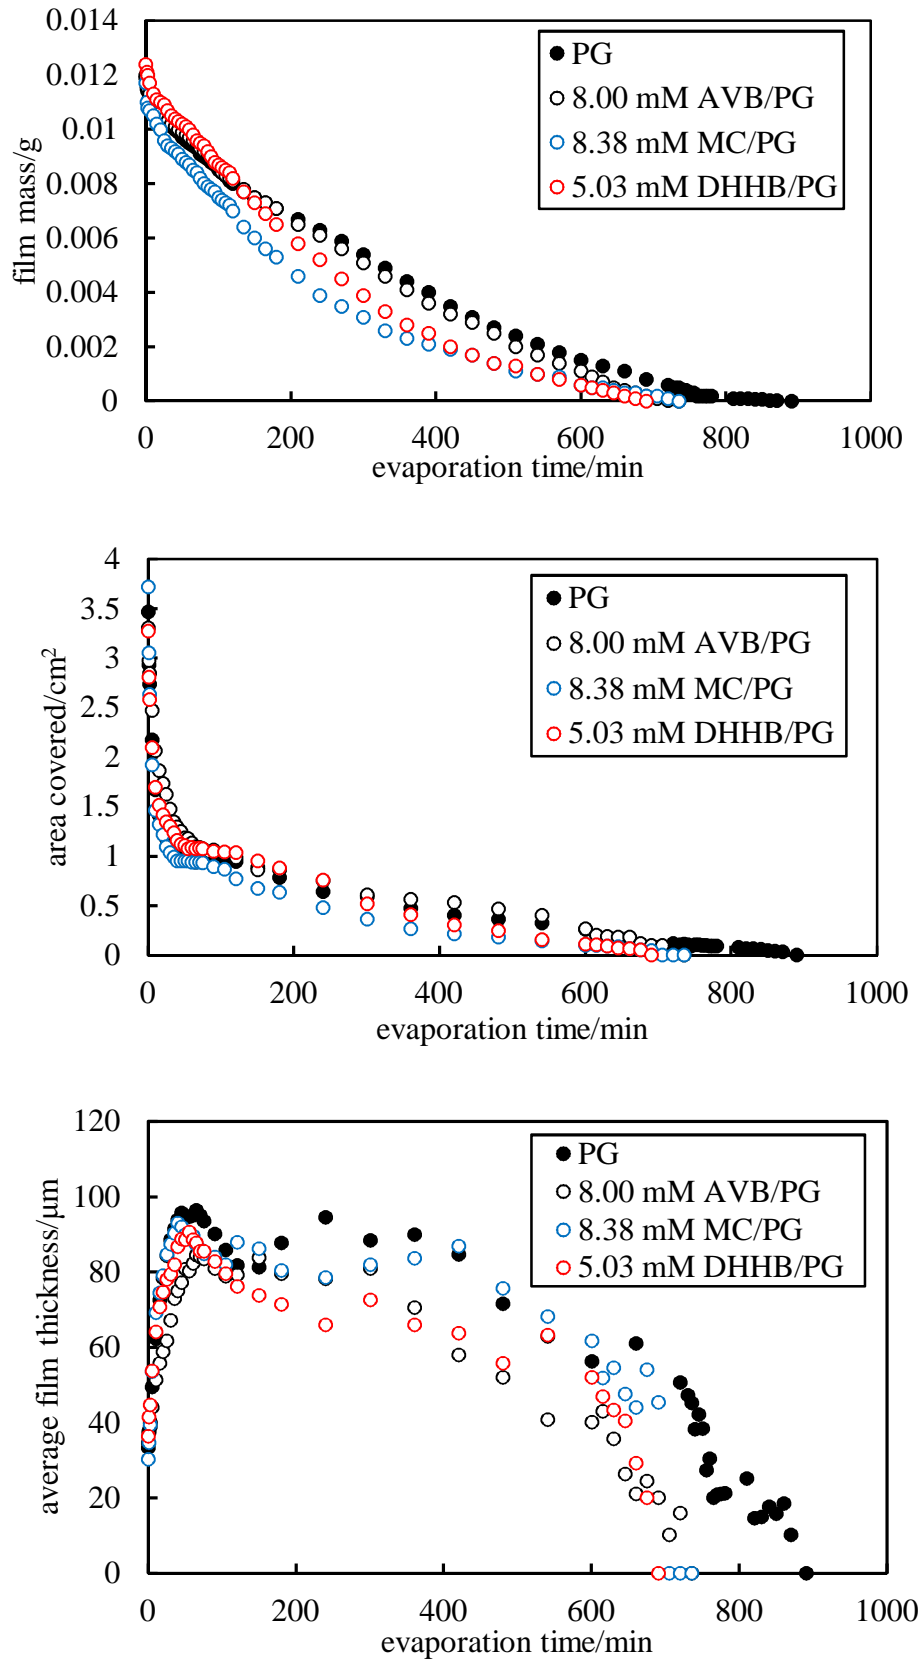 0.014
0.012
0.01
0.008
0.006
0.004
0.002
0
film mass/g
PG
8.00 mM AVB/PG
8.38 mM MC/PG
5.03 mM DHHB/PG
0 200 400 600 800 1000
evaporation time/min
4
3.5
3
2.5
2
1.5
1
0.5
0
area covered/cm²
PG
8.00 mM AVB/PG
8.38 mM MC/PG
5.03 mM DHHB/PG
0 200 400 600 800 1000
evaporation time/min
120
100
80
60
40
20
0
average film thickness/µm
PG
8.00 mM AVB/PG
8.38 mM MC/PG
5.03 mM DHHB/PG
0 200 400 600 800 1000
evaporation time/min